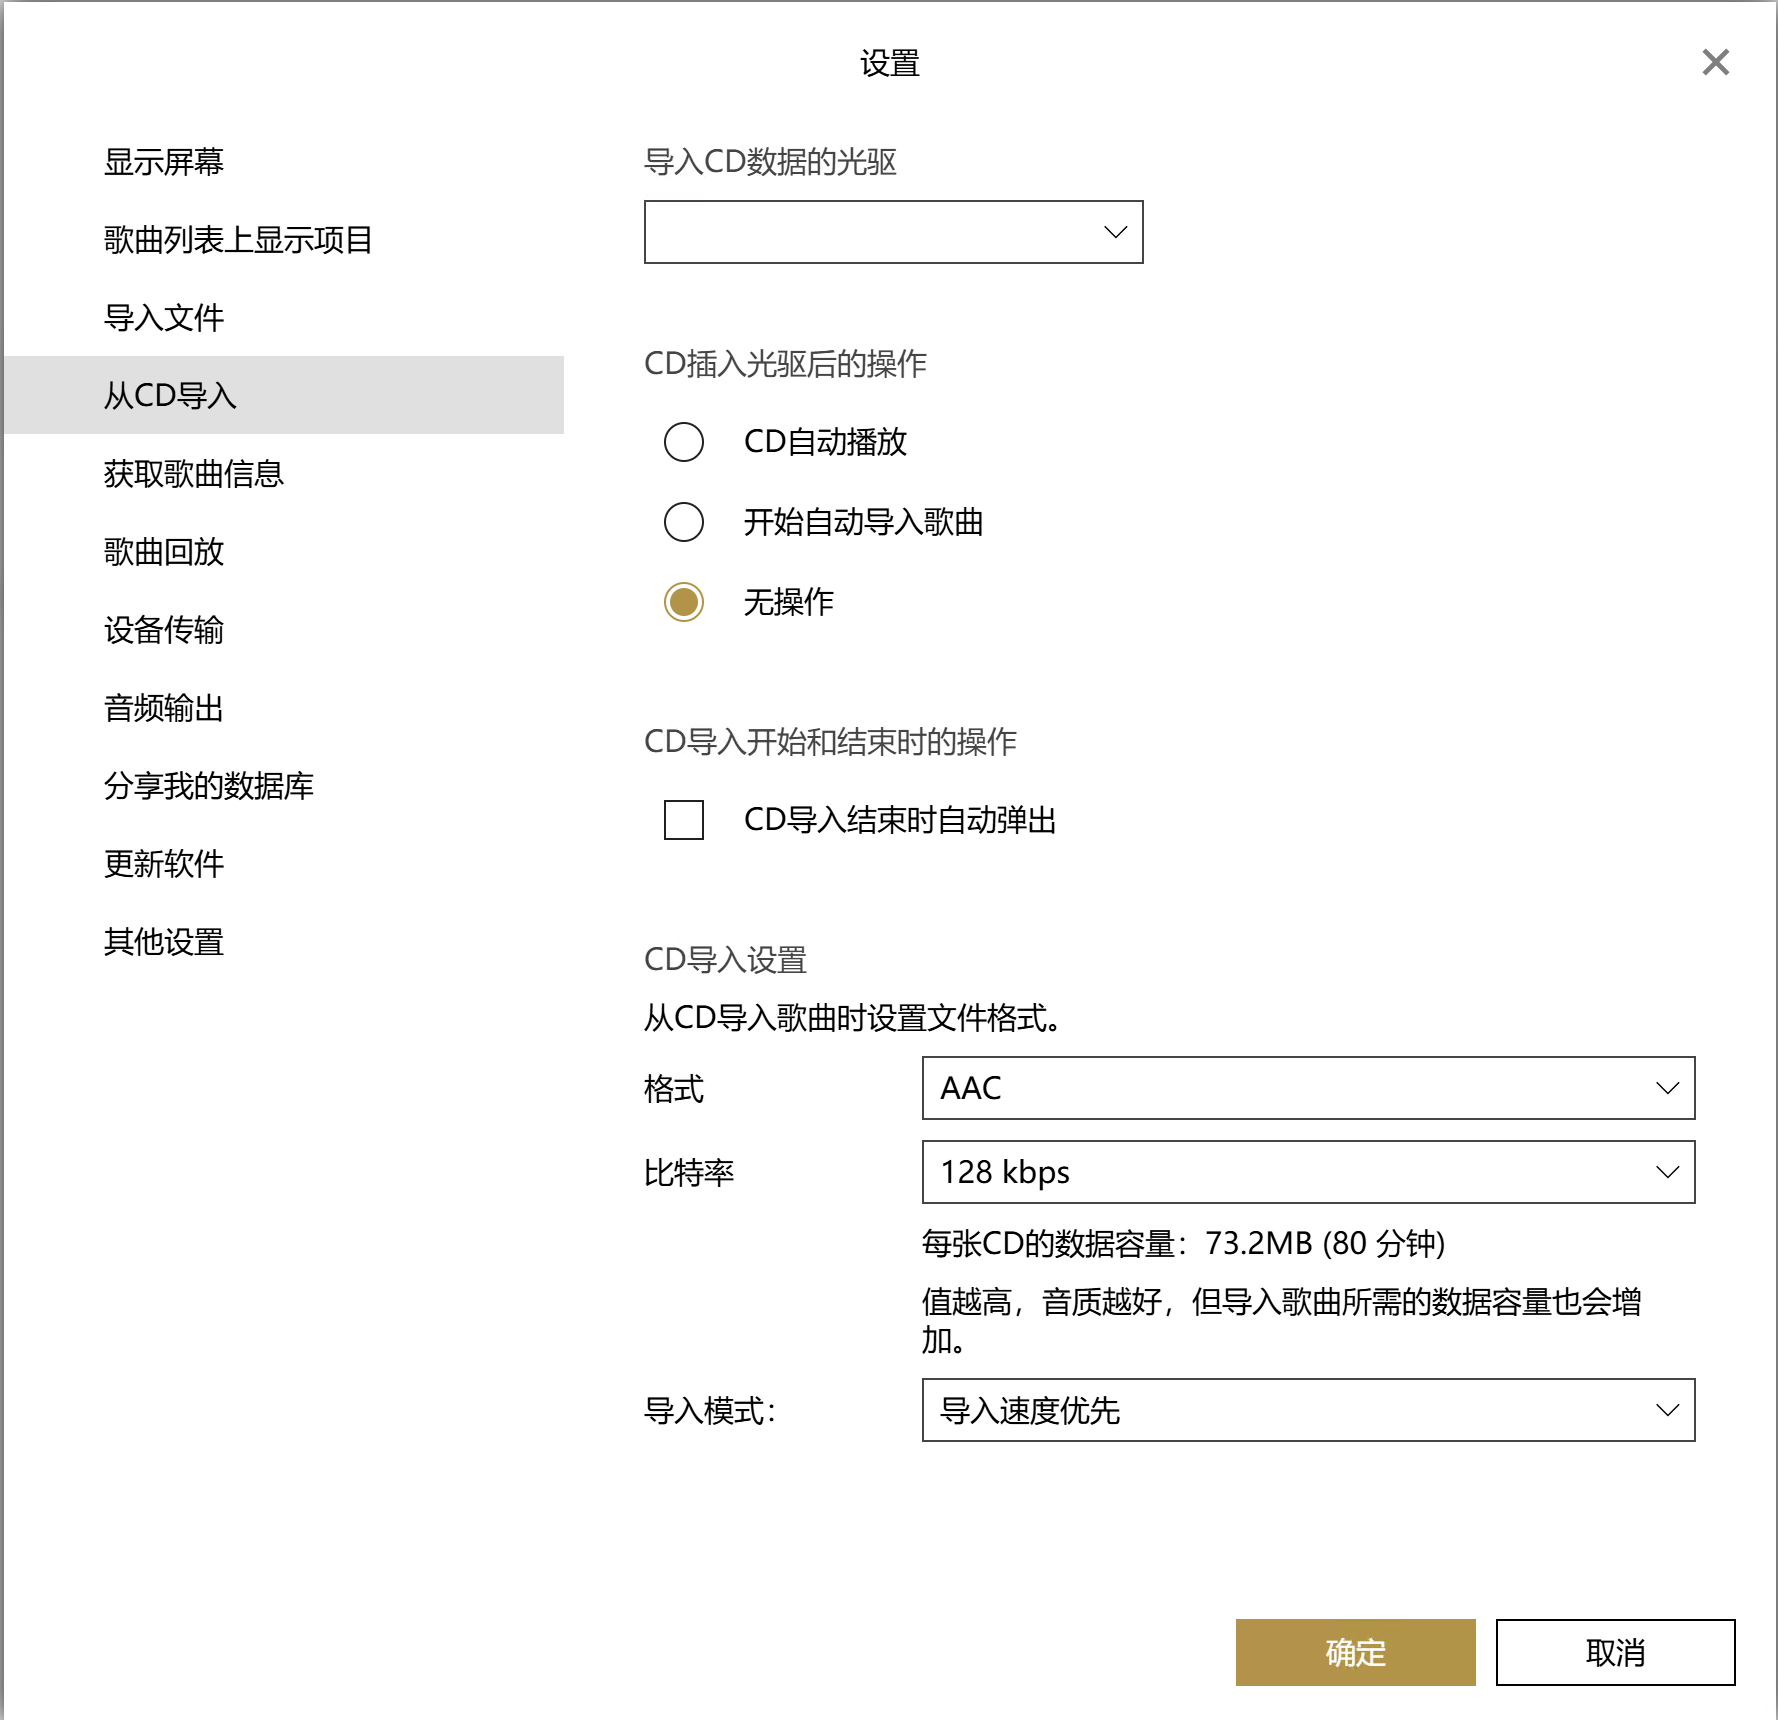 设置
显示屏幕
歌曲列表上显示项目
导入文件
从CD导入
获取歌曲信息
歌曲回放
设备传输
音频输出
分享我的数据库
更新软件
其他设置
导入CD数据的光驱
CD插入光驱后的操作
CD自动播放
开始自动导入歌曲
无操作
CD导入开始和结束时的操作
CD导入结束时自动弹出
CD导入设置
从CD导入歌曲时设置文件格式。
格式
AAC
比特率
128 kbps
每张CD的数据容量：73.2MB (80 分钟)
值越高，音质越好，但导入歌曲所需的数据容量也会增
加。
导入模式：
导入速度优先
确定
取消